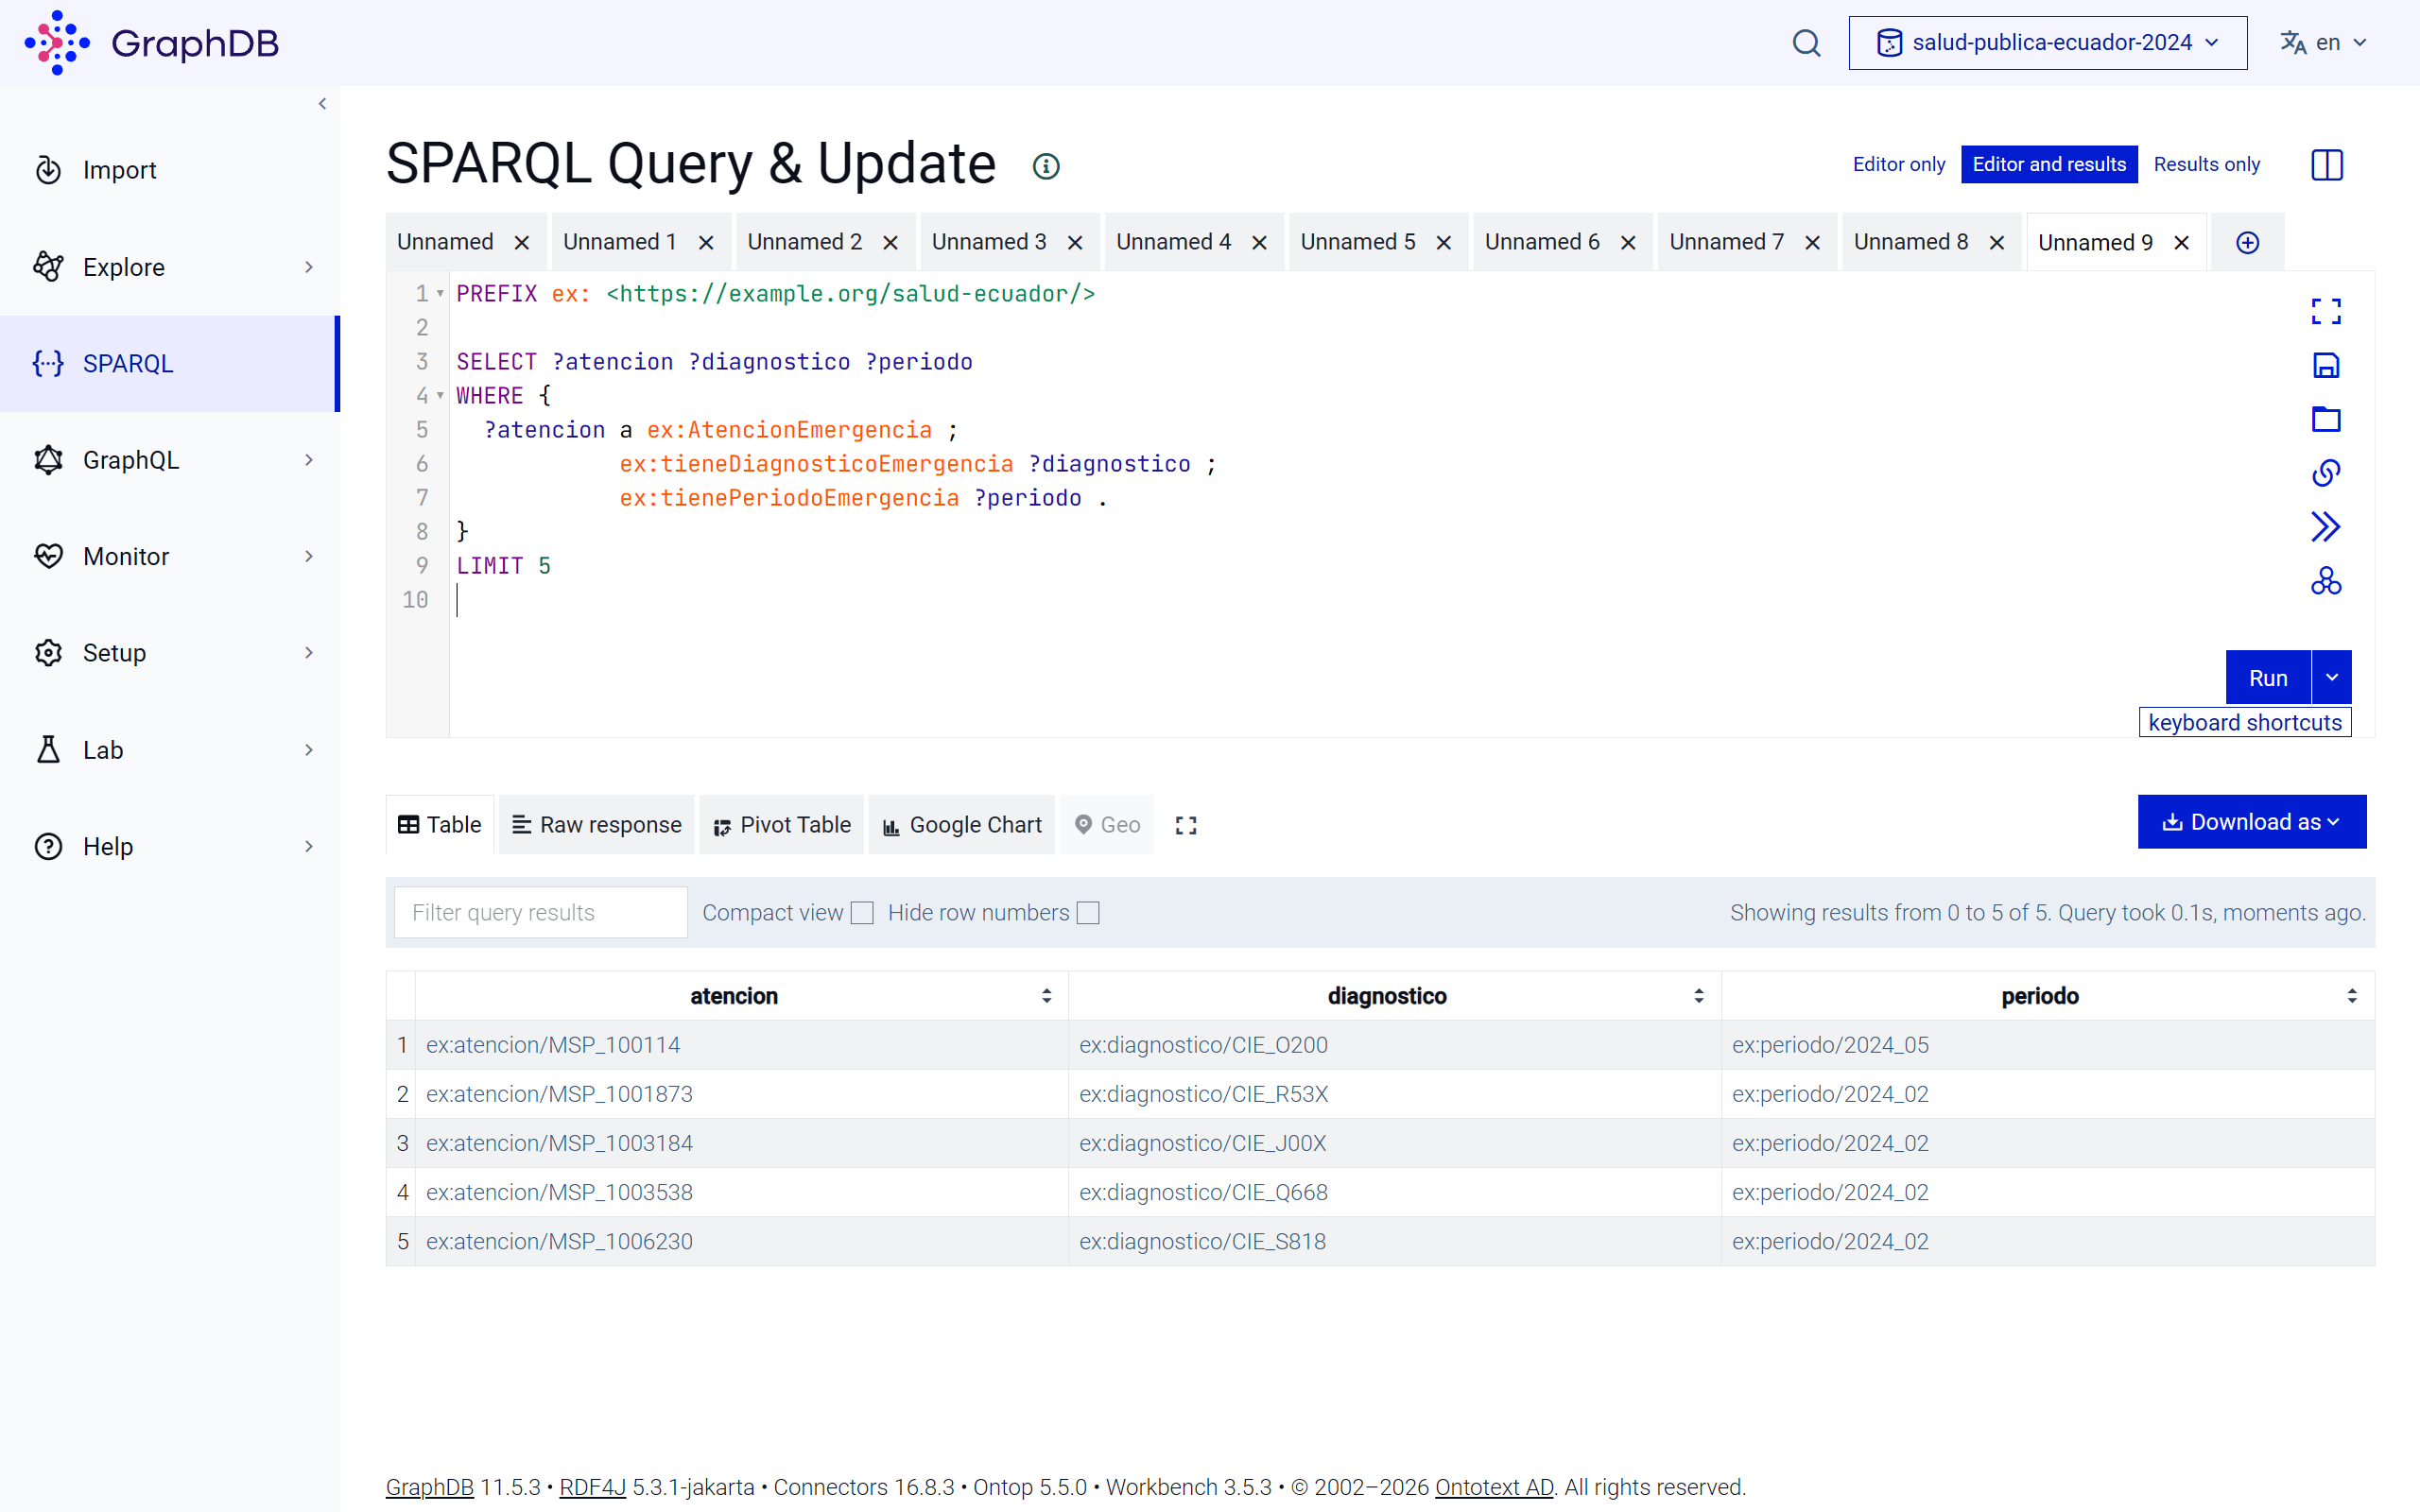 GraphDB
salud-publica-ecuador-2024
en
Import
Explore
SPARQL
GraphQL
Monitor
Setup
Lab
Help
SPARQL Query & Update
Editor only Editor and results Results only
Unnamed Unnamed 1 Unnamed 2 Unnamed 3 Unnamed 4 Unnamed 5 Unnamed 6 Unnamed 7 Unnamed 8 Unnamed 9
1 PREFIX ex: <https://example.org/salud-ecuador/>
2
3 SELECT ?atencion ?diagnostico ?periodo
4 WHERE {
5 ?atencion a ex:AtencionEmergencia ;
6 ex:tieneDiagnosticoEmergencia ?diagnostico ;
7 ex:tienePeriodoEmergencia ?periodo .
8 }
9 LIMIT 5
10
Run
keyboard shortcuts
Table Raw response Pivot Table Google Chart Geo
Download as
Filter query results Compact view Hide row numbers Showing results from 0 to 5 of 5. Query took 0.1s, moments ago.
atencion diagnostico periodo
1 ex:atencion/MSP_100114 ex:diagnostico/CIE_O200 ex:periodo/2024_05
2 ex:atencion/MSP_1001873 ex:diagnostico/CIE_R53X ex:periodo/2024_02
3 ex:atencion/MSP_1003184 ex:diagnostico/CIE_J00X ex:periodo/2024_02
4 ex:atencion/MSP_1003538 ex:diagnostico/CIE_Q668 ex:periodo/2024_02
5 ex:atencion/MSP_1006230 ex:diagnostico/CIE_S818 ex:periodo/2024_02
GraphDB 11.5.3 • RDF4J 5.3.1-jakarta • Connectors 16.8.3 • Ontop 5.5.0 • Workbench 3.5.3 • © 2002–2026 Ontotext AD. All rights reserved.